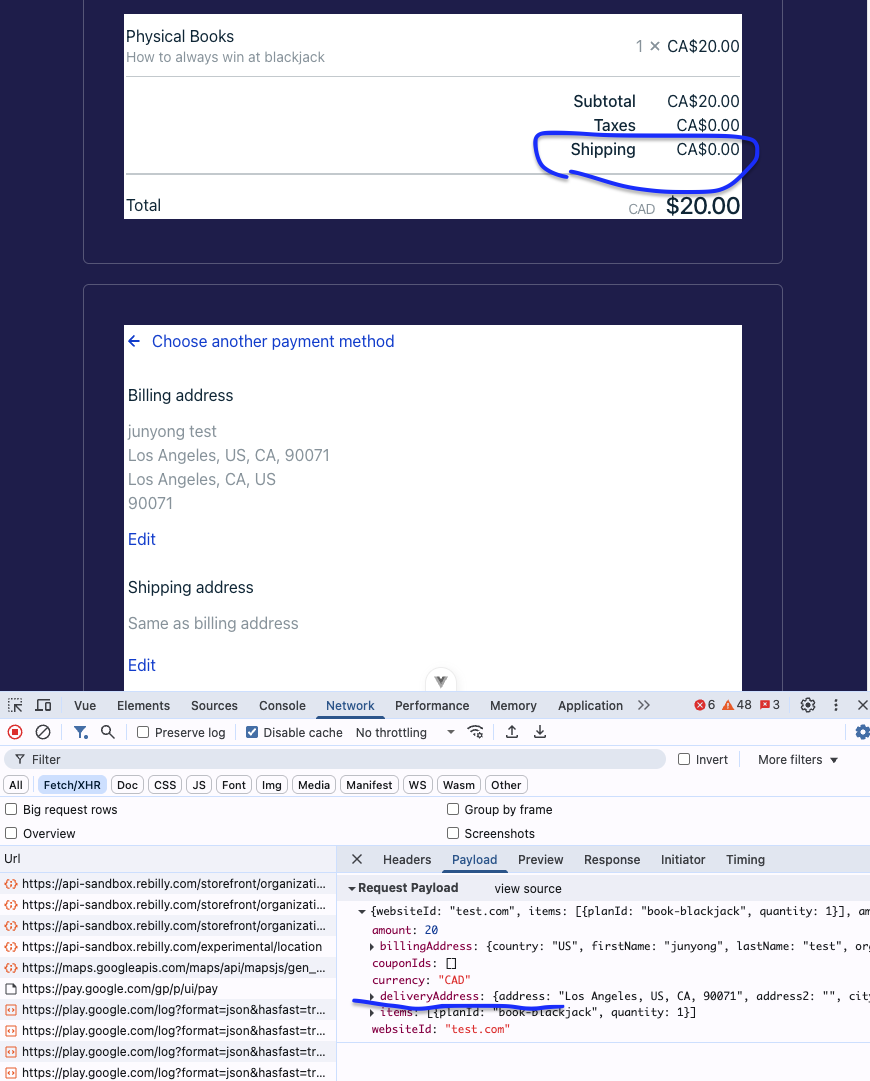 Physical Books
1 × CA$20.00
How to always win at blackjack
Subtotal CA$20.00
Taxes CA$0.00
Shipping CA$0.00
Total CAD $20.00
Choose another payment method
Billing address
junyong test
Los Angeles, US, CA, 90071
Los Angeles, CA, US
90071
Edit
Shipping address
Same as billing address
Edit
Vue Elements Sources Console Network Performance Memory Application 6 48 3
Preserve log Disable cache No throttling
Filter Invert More filters
All Fetch/XHR Doc CSS JS Font Img Media Manifest WS Wasm Other
Big request rows Group by frame
Overview Screenshots
Url
https://api-sandbox.rebilly.com/storefront/organizati...
https://api-sandbox.rebilly.com/storefront/organizati...
https://api-sandbox.rebilly.com/storefront/organizati...
https://api-sandbox.rebilly.com/experimental/location
https://maps.googleapis.com/maps/api/mapsjs/gen_...
https://pay.google.com/gp/p/ui/pay
https://play.google.com/log?format=json&hasfast=tr...
https://play.google.com/log?format=json&hasfast=tr...
https://play.google.com/log?format=json&hasfast=tr...
https://play.google.com/log?format=json&hasfast=tr...
Headers Payload Preview Response Initiator Timing
Request Payload view source
{websiteId: "test.com", items: [{planId: "book-blackjack", quantity: 1}], am
amount: 20
billingAddress: {country: "US", firstName: "junyong", lastName: "test", org
couponIds: []
currency: "CAD"
deliveryAddress: {address: "Los Angeles, US, CA, 90071", address2: "", city
items: [{planId: "book-blackjack", quantity: 1}]
websiteId: "test.com"